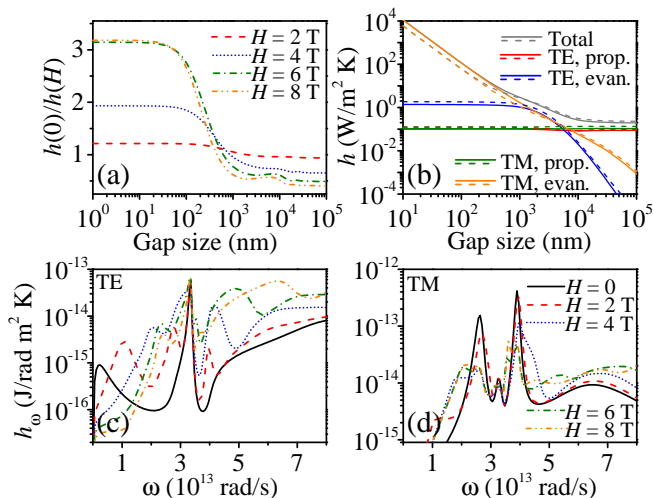 h(0)/h(H)
3
2
1
H = 2 T
H = 4 T
H = 6 T
H = 8 T
(a)
10^0 10^1 10^2 10^3 10^4 10^5
Gap size (nm)
h (W/m^2 K)
10^4
10^2
10^0
10^-2
10^-4
Total
TE, prop.
TE, evan.
TM, prop.
TM, evan.
(b)
10^1 10^2 10^3 10^4 10^5
Gap size (nm)
h_ω (J/rad m^2 K)
10^-13
10^-14
10^-15
10^-16
TE
(c)
1 3 5 7
ω (10^13 rad/s)
10^-12
10^-13
10^-14
10^-15
TM
H = 0
H = 2 T
H = 4 T
H = 6 T
H = 8 T
(d)
1 3 5 7
ω (10^13 rad/s)